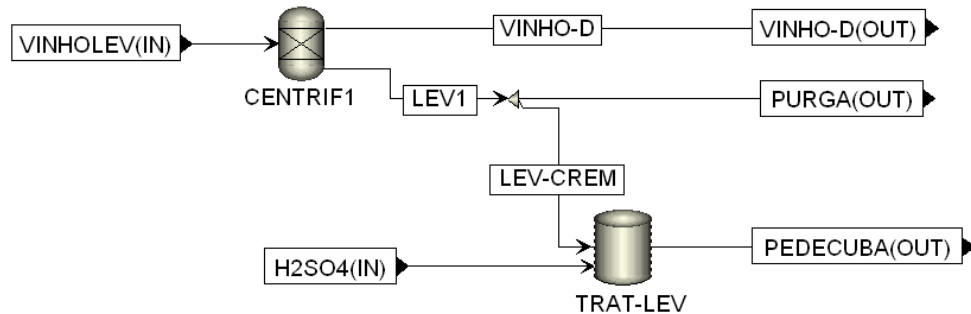 VINHOLEV(IN)
VINHO-D
VINHO-D(OUT)
CENTRIF1
LEV1
PURGA(OUT)
LEV-CREM
H2SO4(IN)
PEDECUBA(OUT)
TRAT-LEV